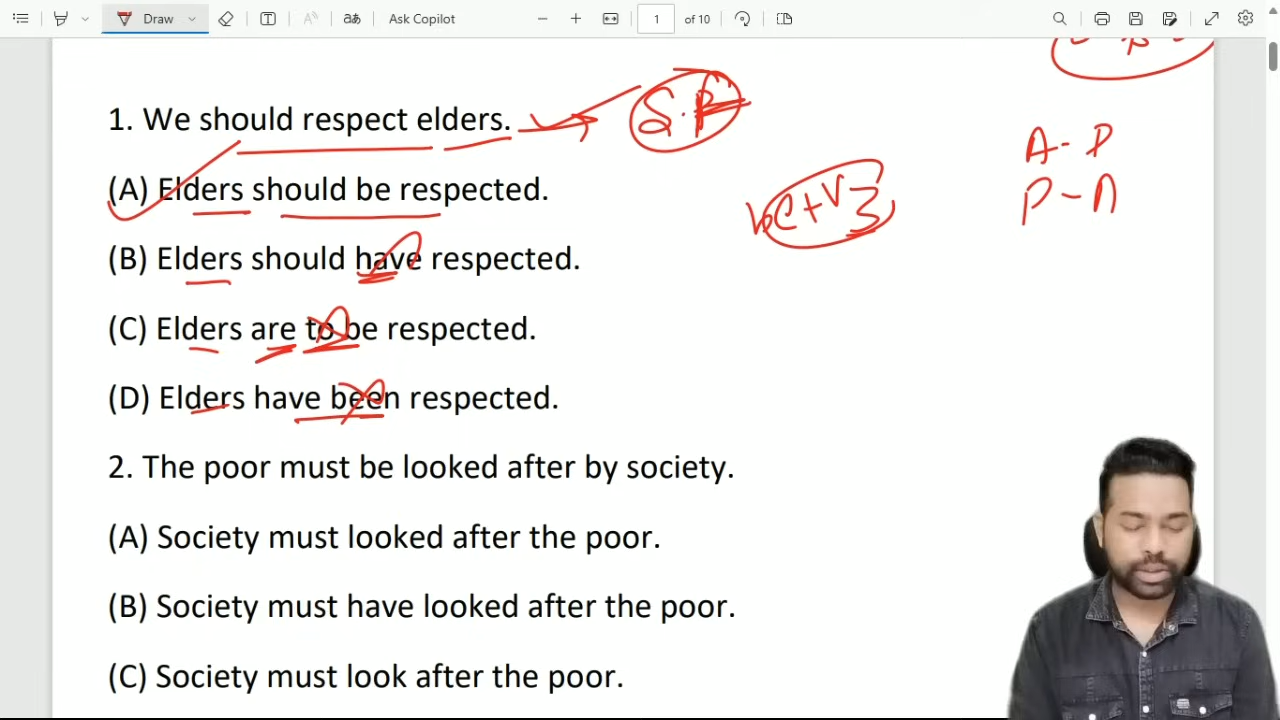 Draw Ask Copilot 1 of 10
1. We should respect elders. S.P
A - P
(A) Elders should be respected. be+V3
P - A
(B) Elders should have respected.
(C) Elders are to be respected.
(D) Elders have been respected.
2. The poor must be looked after by society.
(A) Society must looked after the poor.
(B) Society must have looked after the poor.
(C) Society must look after the poor.